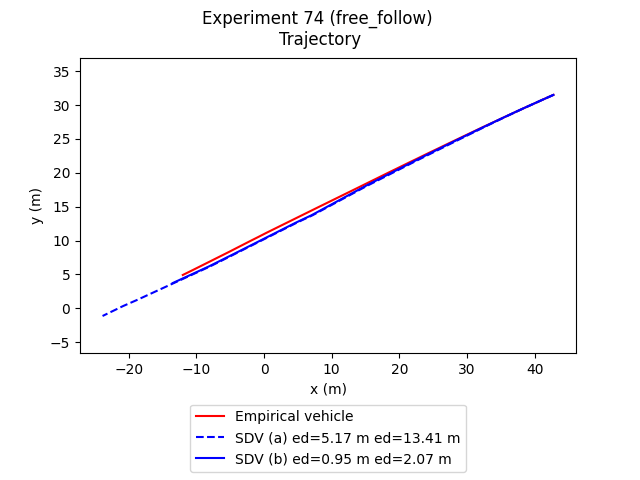 Experiment 74 (free_follow)
Trajectory
35
30
25
20
15
10
5
0
−5
y (m)
−20 −10 0 10 20 30 40
x (m)
Empirical vehicle
SDV (a) ed=5.17 m ed=13.41 m
SDV (b) ed=0.95 m ed=2.07 m